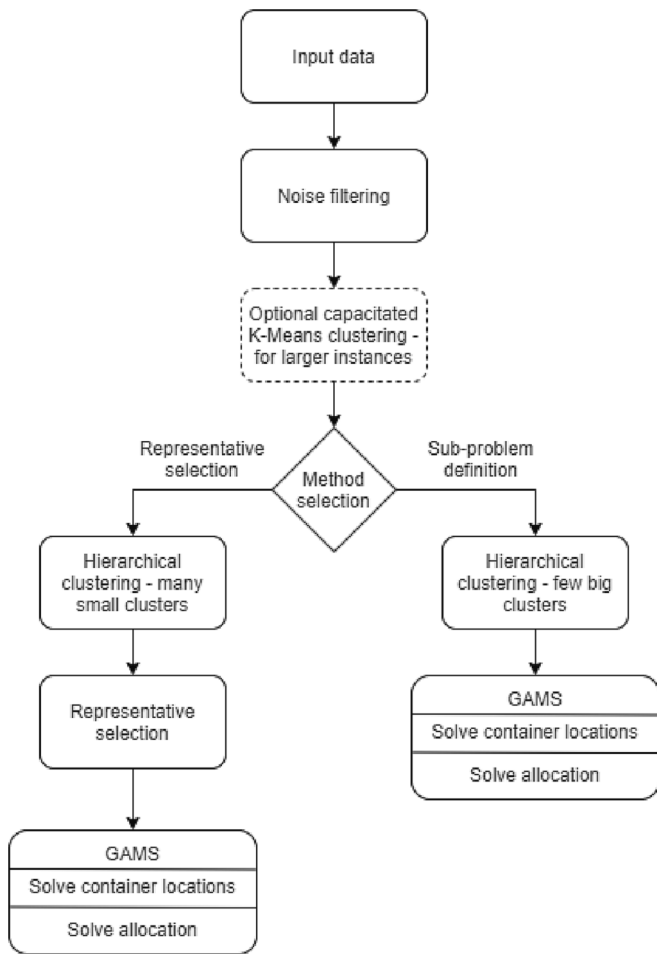 Input data
Noise filtering
Optional capacitated
K-Means clustering -
for larger instances
Representative
selection
Method
selection
Sub-problem
definition
Hierarchical
clustering - many
small clusters
Hierarchical
clustering - few big
clusters
Representative
selection
GAMS
Solve container locations
Solve allocation
GAMS
Solve container locations
Solve allocation